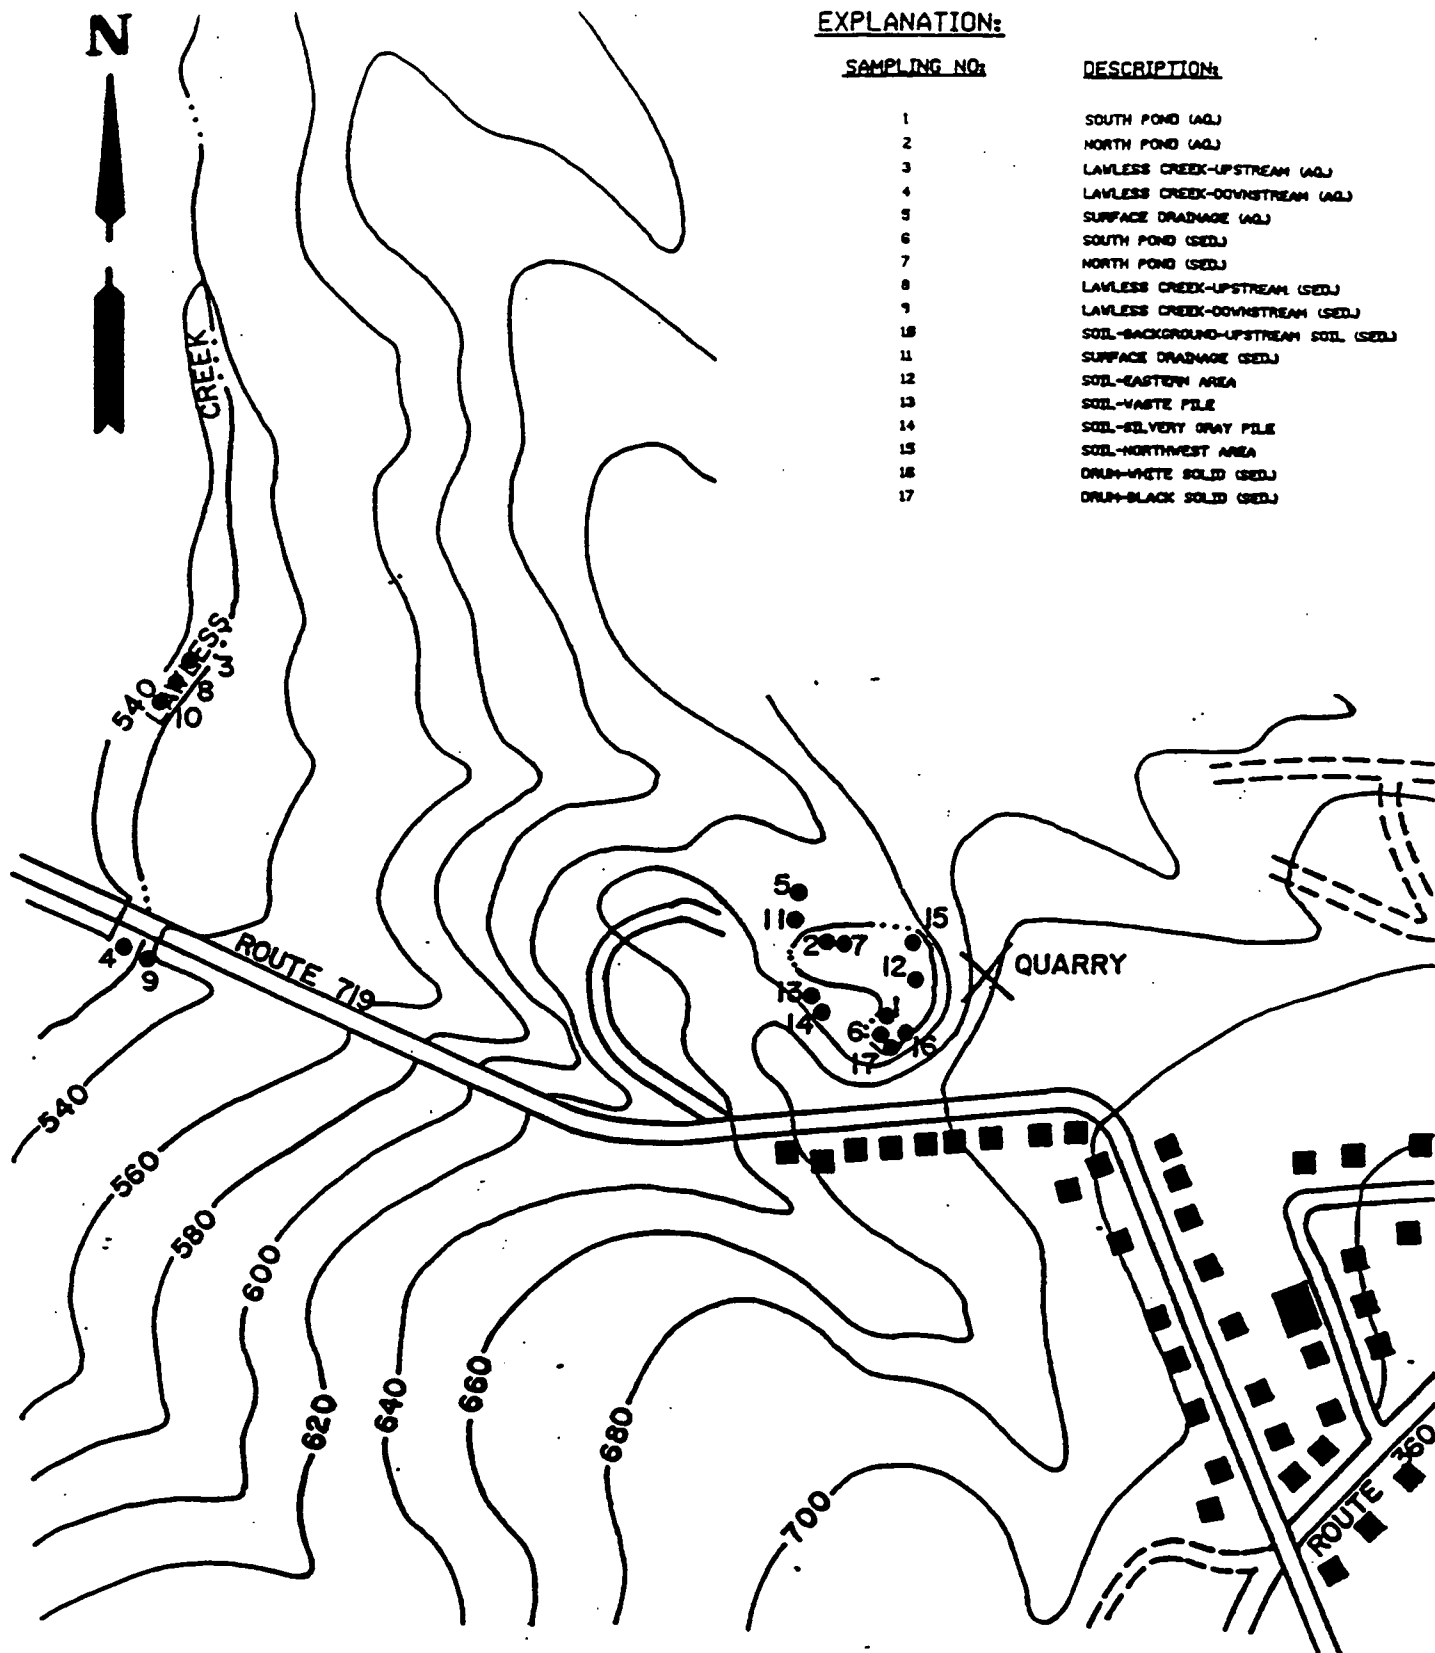 N
EXPLANATION:
SAMPLING NO: DESCRIPTION:
1 SOUTH POND (AQ.)
2 NORTH POND (AQ.)
3 LAWLESS CREEK-UPSTREAM (AQ.)
4 LAWLESS CREEK-DOWNSTREAM (AQ.)
5 SURFACE DRAINAGE (AQ.)
6 SOUTH POND (SED.)
7 NORTH POND (SED.)
8 LAWLESS CREEK-UPSTREAM (SED.)
9 LAWLESS CREEK-DOWNSTREAM (SED.)
10 SOIL-BACKGROUND-UPSTREAM SOIL (SED.)
11 SURFACE DRAINAGE (SED.)
12 SOIL-EASTERN AREA
13 SOIL-WASTE PILE
14 SOIL-SILVERY GRAY PILE
15 SOIL-NORTHWEST AREA
16 DRUM-WHITE SOLID (SED.)
17 DRUM-BLACK SOLID (SED.)
CREEK
LAWLESS
3
8
10
540
5
11
15
2 7
12
QUARRY
13
1
14
6
16
17
4
9
ROUTE 719
540
560
580
600
620
640
660
680
700
ROUTE 360